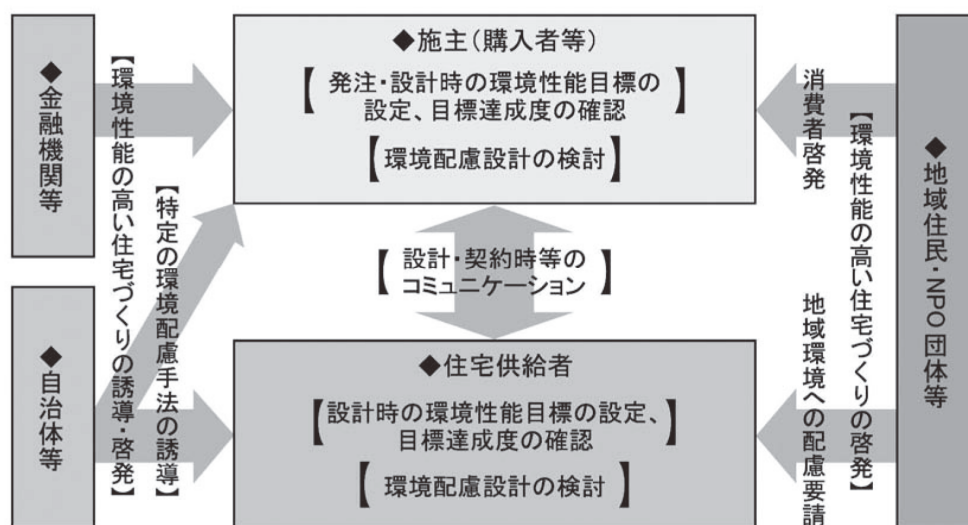 ◆金融機関等
【環境性能の高い住宅づくりの誘導・啓発】
【特定の環境配慮手法の誘導】
◆自治体等
◆施主（購入者等）
【発注・設計時の環境性能目標の
設定、目標達成度の確認】
【環境配慮設計の検討】
【設計・契約時等の
コミュニケーション】
◆住宅供給者
【設計時の環境性能目標の設定、
目標達成度の確認】
【環境配慮設計の検討】
消費者啓発
【環境性能の高い住宅づくりの啓発】
地域環境への配慮要請
◆地域住民・NPO団体等